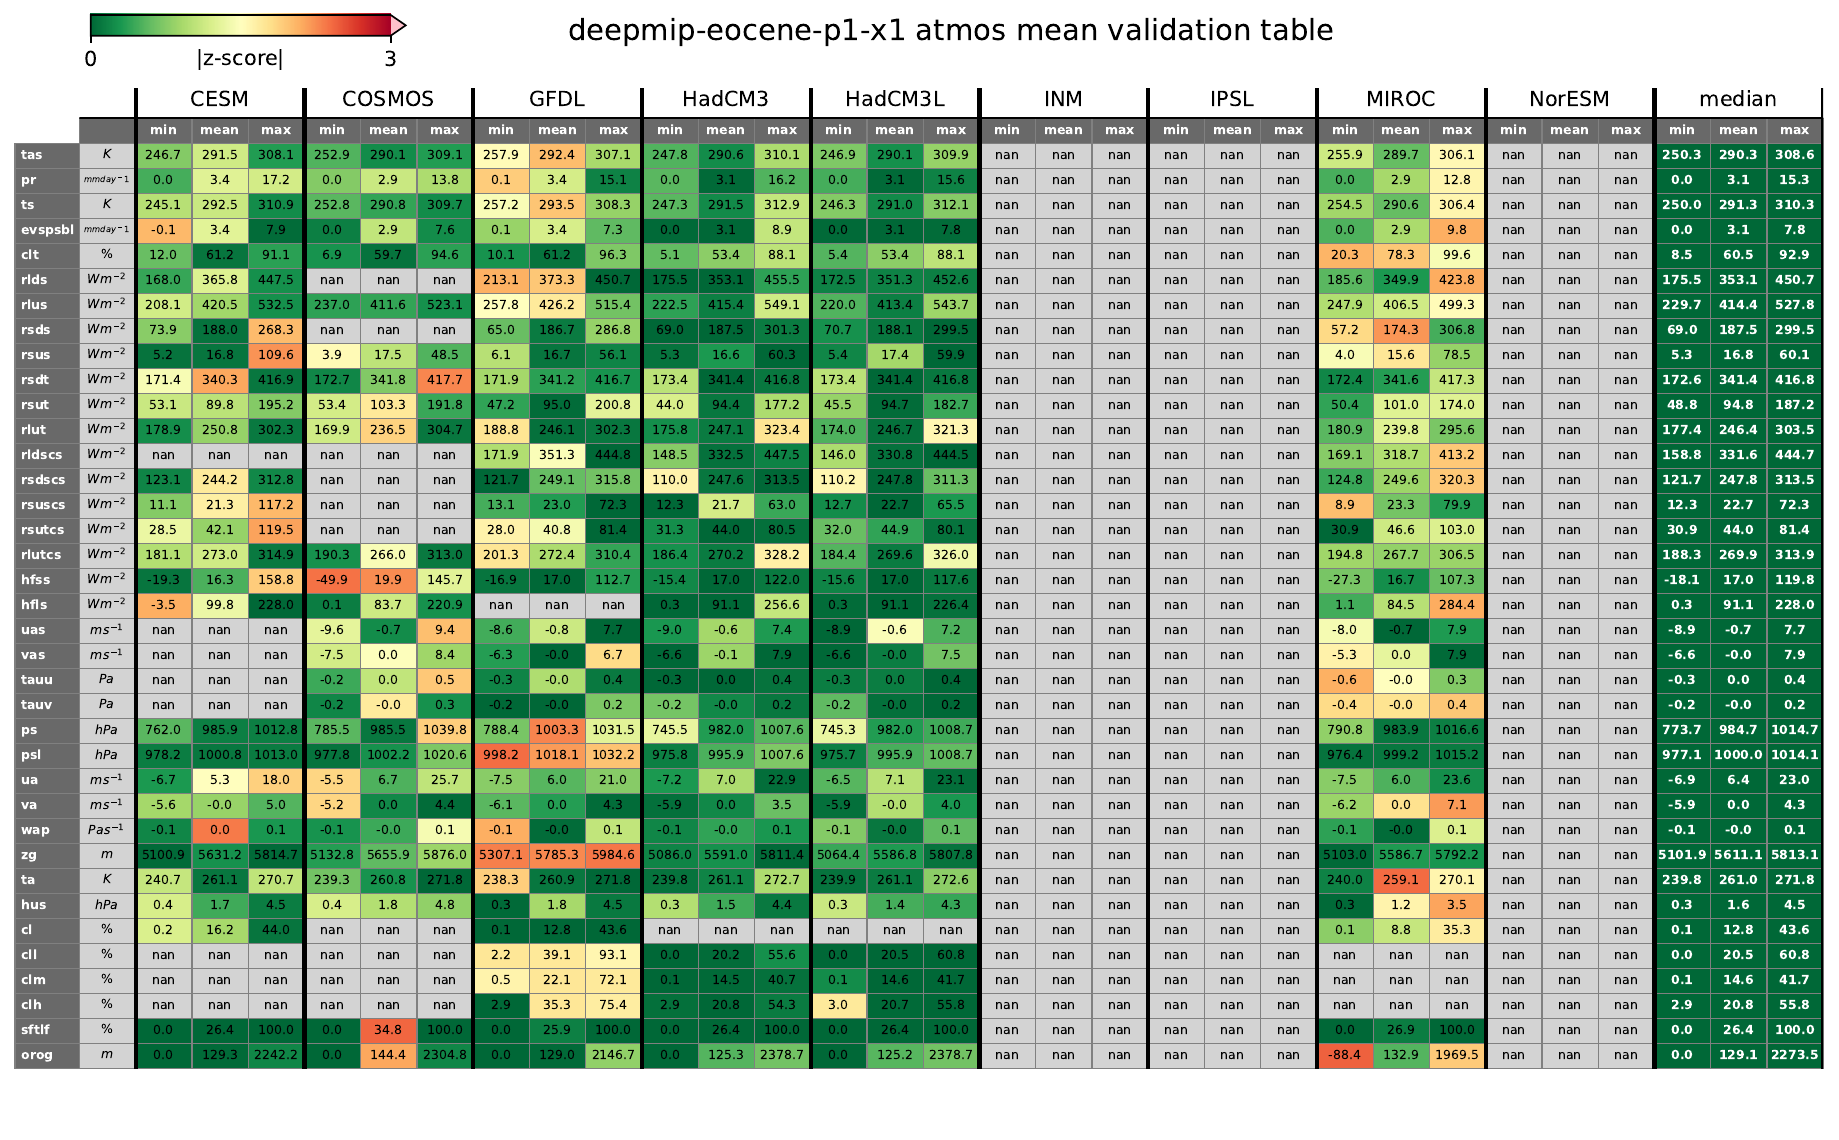 deepmip-eocene-p1-x1 atmos mean validation table
0 |z-score| 3
CESM COSMOS GFDL HadCM3 HadCM3L INM IPSL MIROC NorESM median
min mean max min mean max min mean max min mean max min mean max min mean max min mean max min mean max min mean max min mean max
tas K 246.7 291.5 308.1 252.9 290.1 309.1 257.9 292.4 307.1 247.8 290.6 310.1 246.9 290.1 309.9 nan nan nan nan nan nan 255.9 289.7 306.1 nan nan nan 250.3 290.3 308.6
pr mmday−1 0.0 3.4 17.2 0.0 2.9 13.8 0.1 3.4 15.1 0.0 3.1 16.2 0.0 3.1 15.6 nan nan nan nan nan nan 0.0 2.9 12.8 nan nan nan 0.0 3.1 15.3
ts K 245.1 292.5 310.9 252.8 290.8 309.7 257.2 293.5 308.3 247.3 291.5 312.9 246.3 291.0 312.1 nan nan nan nan nan nan 254.5 290.6 306.4 nan nan nan 250.0 291.3 310.3
evspsbl mmday−1 -0.1 3.4 7.9 0.0 2.9 7.6 0.1 3.4 7.3 0.0 3.1 8.9 0.0 3.1 7.8 nan nan nan nan nan nan 0.0 2.9 9.8 nan nan nan 0.0 3.1 7.8
clt % 12.0 61.2 91.1 6.9 59.7 94.6 10.1 61.2 96.3 5.1 53.4 88.1 5.4 53.4 88.1 nan nan nan nan nan nan 20.3 78.3 99.6 nan nan nan 8.5 60.5 92.9
rlds Wm−2 168.0 365.8 447.5 nan nan nan 213.1 373.3 450.7 175.5 353.1 455.5 172.5 351.3 452.6 nan nan nan nan nan nan 185.6 349.9 423.8 nan nan nan 175.5 353.1 450.7
rlus Wm−2 208.1 420.5 532.5 237.0 411.6 523.1 257.8 426.2 515.4 222.5 415.4 549.1 220.0 413.4 543.7 nan nan nan nan nan nan 247.9 406.5 499.3 nan nan nan 229.7 414.4 527.8
rsds Wm−2 73.9 188.0 268.3 nan nan nan 65.0 186.7 286.8 69.0 187.5 301.3 70.7 188.1 299.5 nan nan nan nan nan nan 57.2 174.3 306.8 nan nan nan 69.0 187.5 299.5
rsus Wm−2 5.2 16.8 109.6 3.9 17.5 48.5 6.1 16.7 56.1 5.3 16.6 60.3 5.4 17.4 59.9 nan nan nan nan nan nan 4.0 15.6 78.5 nan nan nan 5.3 16.8 60.1
rsdt Wm−2 171.4 340.3 416.9 172.7 341.8 417.7 171.9 341.2 416.7 173.4 341.4 416.8 173.4 341.4 416.8 nan nan nan nan nan nan 172.4 341.6 417.3 nan nan nan 172.6 341.4 416.8
rsut Wm−2 53.1 89.8 195.2 53.4 103.3 191.8 47.2 95.0 200.8 44.0 94.4 177.2 45.5 94.7 182.7 nan nan nan nan nan nan 50.4 101.0 174.0 nan nan nan 48.8 94.8 187.2
rlut Wm−2 178.9 250.8 302.3 169.9 236.5 304.7 188.8 246.1 302.3 175.8 247.1 323.4 174.0 246.7 321.3 nan nan nan nan nan nan 180.9 239.8 295.6 nan nan nan 177.4 246.4 303.5
rldscs Wm−2 nan nan nan nan nan nan 171.9 351.3 444.8 148.5 332.5 447.5 146.0 330.8 444.5 nan nan nan nan nan nan 169.1 318.7 413.2 nan nan nan 158.8 331.6 444.7
rsdscs Wm−2 123.1 244.2 312.8 nan nan nan 121.7 249.1 315.8 110.0 247.6 313.5 110.2 247.8 311.3 nan nan nan nan nan nan 124.8 249.6 320.3 nan nan nan 121.7 247.8 313.5
rsuscs Wm−2 11.1 21.3 117.2 nan nan nan 13.1 23.0 72.3 12.3 21.7 63.0 12.7 22.7 65.5 nan nan nan nan nan nan 8.9 23.3 79.9 nan nan nan 12.3 22.7 72.3
rsutcs Wm−2 28.5 42.1 119.5 nan nan nan 28.0 40.8 81.4 31.3 44.0 80.5 32.0 44.9 80.1 nan nan nan nan nan nan 30.9 46.6 103.0 nan nan nan 30.9 44.0 81.4
rlutcs Wm−2 181.1 273.0 314.9 190.3 266.0 313.0 201.3 272.4 310.4 186.4 270.2 328.2 184.4 269.6 326.0 nan nan nan nan nan nan 194.8 267.7 306.5 nan nan nan 188.3 269.9 313.9
hfss Wm−2 -19.3 16.3 158.8 -49.9 19.9 145.7 -16.9 17.0 112.7 -15.4 17.0 122.0 -15.6 17.0 117.6 nan nan nan nan nan nan -27.3 16.7 107.3 nan nan nan -18.1 17.0 119.8
hfls Wm−2 -3.5 99.8 228.0 0.1 83.7 220.9 nan nan nan 0.3 91.1 256.6 0.3 91.1 226.4 nan nan nan nan nan nan 1.1 84.5 284.4 nan nan nan 0.3 91.1 228.0
uas ms−1 nan nan nan -9.6 -0.7 9.4 -8.6 -0.8 7.7 -9.0 -0.6 7.4 -8.9 -0.6 7.2 nan nan nan nan nan nan -8.0 -0.7 7.9 nan nan nan -8.9 -0.7 7.7
vas ms−1 nan nan nan -7.5 0.0 8.4 -6.3 -0.0 6.7 -6.6 -0.1 7.9 -6.6 -0.0 7.5 nan nan nan nan nan nan -5.3 0.0 7.9 nan nan nan -6.6 -0.0 7.9
tauu Pa nan nan nan -0.2 0.0 0.5 -0.3 -0.0 0.4 -0.3 0.0 0.4 -0.3 0.0 0.4 nan nan nan nan nan nan -0.6 -0.0 0.3 nan nan nan -0.3 0.0 0.4
tauv Pa nan nan nan -0.2 -0.0 0.3 -0.2 -0.0 0.2 -0.2 -0.0 0.2 -0.2 -0.0 0.2 nan nan nan nan nan nan -0.4 -0.0 0.4 nan nan nan -0.2 -0.0 0.2
ps hPa 762.0 985.9 1012.8 785.5 985.5 1039.8 788.4 1003.3 1031.5 745.5 982.0 1007.6 745.3 982.0 1008.7 nan nan nan nan nan nan 790.8 983.9 1016.6 nan nan nan 773.7 984.7 1014.7
psl hPa 978.2 1000.8 1013.0 977.8 1002.2 1020.6 998.2 1018.1 1032.2 975.8 995.9 1007.6 975.7 995.9 1008.7 nan nan nan nan nan nan 976.4 999.2 1015.2 nan nan nan 977.1 1000.0 1014.1
ua ms−1 -6.7 5.3 18.0 -5.5 6.7 25.7 -7.5 6.0 21.0 -7.2 7.0 22.9 -6.5 7.1 23.1 nan nan nan nan nan nan -7.5 6.0 23.6 nan nan nan -6.9 6.4 23.0
va ms−1 -5.6 -0.0 5.0 -5.2 0.0 4.4 -6.1 0.0 4.3 -5.9 0.0 3.5 -5.9 -0.0 4.0 nan nan nan nan nan nan -6.2 0.0 7.1 nan nan nan -5.9 0.0 4.3
wap Pas−1 -0.1 0.0 0.1 -0.1 -0.0 0.1 -0.1 -0.0 0.1 -0.1 -0.0 0.1 -0.1 -0.0 0.1 nan nan nan nan nan nan -0.1 -0.0 0.1 nan nan nan -0.1 -0.0 0.1
zg m 5100.9 5631.2 5814.7 5132.8 5655.9 5876.0 5307.1 5785.3 5984.6 5086.0 5591.0 5811.4 5064.4 5586.8 5807.8 nan nan nan nan nan nan 5103.0 5586.7 5792.2 nan nan nan 5101.9 5611.1 5813.1
ta K 240.7 261.1 270.7 239.3 260.8 271.8 238.3 260.9 271.8 239.8 261.1 272.7 239.9 261.1 272.6 nan nan nan nan nan nan 240.0 259.1 270.1 nan nan nan 239.8 261.0 271.8
hus hPa 0.4 1.7 4.5 0.4 1.8 4.8 0.3 1.8 4.5 0.3 1.5 4.4 0.3 1.4 4.3 nan nan nan nan nan nan 0.3 1.2 3.5 nan nan nan 0.3 1.6 4.5
cl % 0.2 16.2 44.0 nan nan nan 0.1 12.8 43.6 nan nan nan nan nan nan nan nan nan nan nan nan 0.1 8.8 35.3 nan nan nan 0.1 12.8 43.6
cll % nan nan nan nan nan nan 2.2 39.1 93.1 0.0 20.2 55.6 0.0 20.5 60.8 nan nan nan nan nan nan nan nan nan nan nan nan 0.0 20.5 60.8
clm % nan nan nan nan nan nan 0.5 22.1 72.1 0.1 14.5 40.7 0.1 14.6 41.7 nan nan nan nan nan nan nan nan nan nan nan nan 0.1 14.6 41.7
clh % nan nan nan nan nan nan 2.9 35.3 75.4 2.9 20.8 54.3 3.0 20.7 55.8 nan nan nan nan nan nan nan nan nan nan nan nan 2.9 20.8 55.8
sftlf % 0.0 26.4 100.0 0.0 34.8 100.0 0.0 25.9 100.0 0.0 26.4 100.0 0.0 26.4 100.0 nan nan nan nan nan nan 0.0 26.9 100.0 nan nan nan 0.0 26.4 100.0
orog m 0.0 129.3 2242.2 0.0 144.4 2304.8 0.0 129.0 2146.7 0.0 125.3 2378.7 0.0 125.2 2378.7 nan nan nan nan nan nan -88.4 132.9 1969.5 nan nan nan 0.0 129.1 2273.5